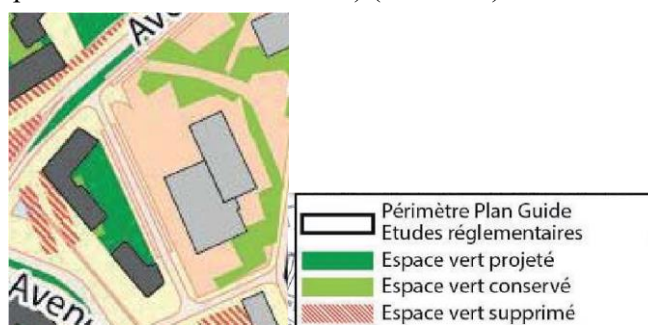 Ave
Aven
Périmètre Plan Guide
Etudes réglementaires
Espace vert projeté
Espace vert conservé
Espace vert supprimé